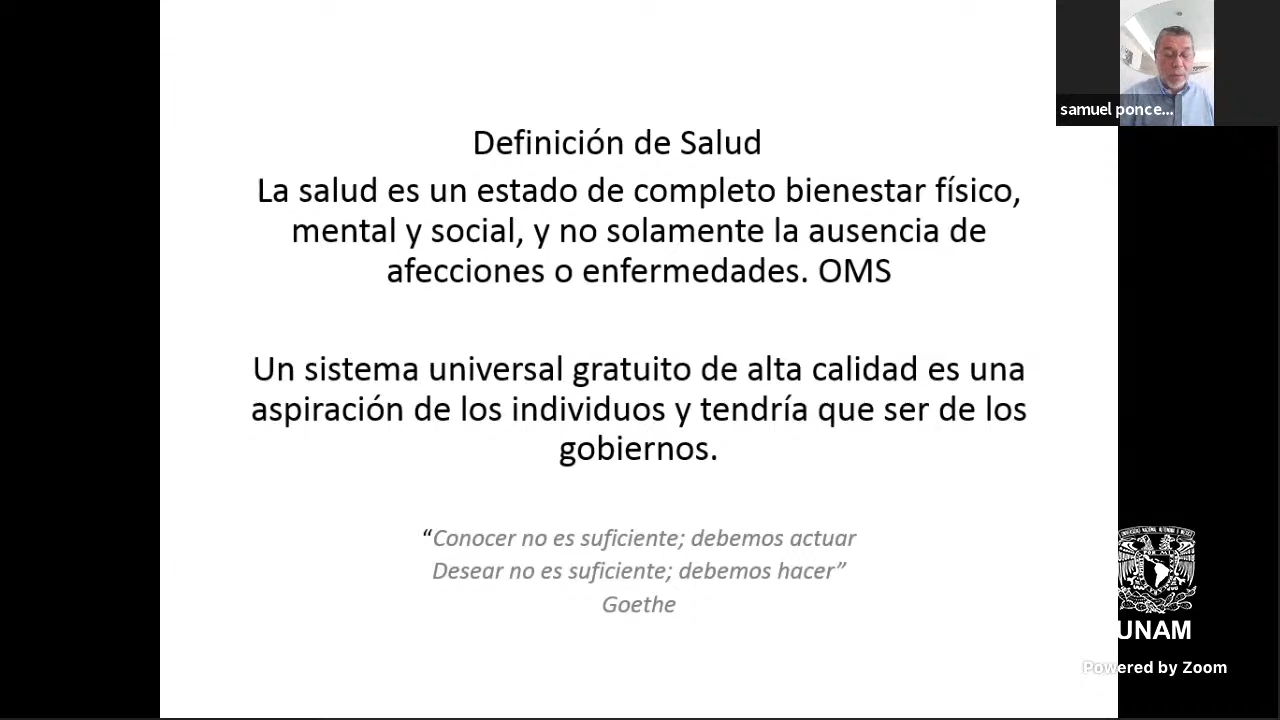 samuel ponce...
Definición de Salud
La salud es un estado de completo bienestar físico,
mental y social, y no solamente la ausencia de
afecciones o enfermedades. OMS
Un sistema universal gratuito de alta calidad es una
aspiración de los individuos y tendría que ser de los
gobiernos.
“Conocer no es suficiente; debemos actuar
Desear no es suficiente; debemos hacer”
Goethe
UNAM
Powered by Zoom